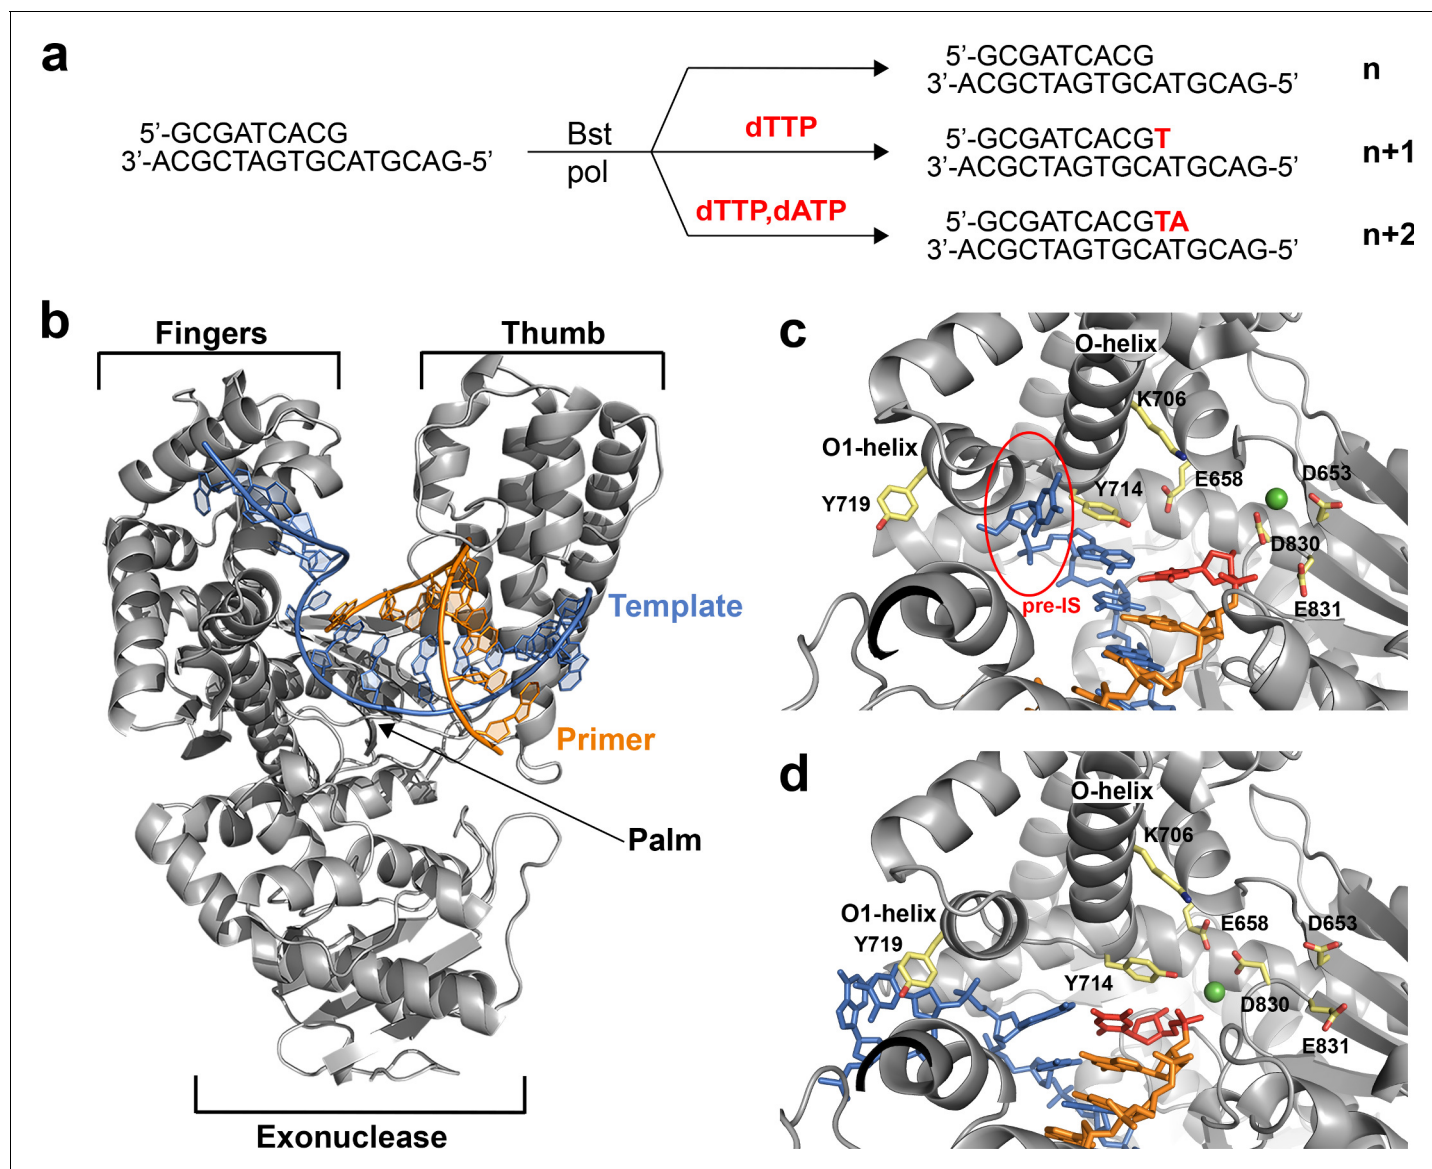 a
5’-GCGATCACG
3’-ACGCTAGTGCATGCAG-5’
Bst
pol
dTTP
dTTP,dATP
5’-GCGATCACG
3’-ACGCTAGTGCATGCAG-5’
n
5’-GCGATCACGT
3’-ACGCTAGTGCATGCAG-5’
n+1
5’-GCGATCACGTA
3’-ACGCTAGTGCATGCAG-5’
n+2
b
Fingers
Thumb
Template
Primer
Palm
Exonuclease
c
O-helix
K706
O1-helix
Y719
Y714
E658
D653
D830
E831
pre-IS
d
O-helix
K706
O1-helix
Y719
E658
D653
Y714
D830
E831